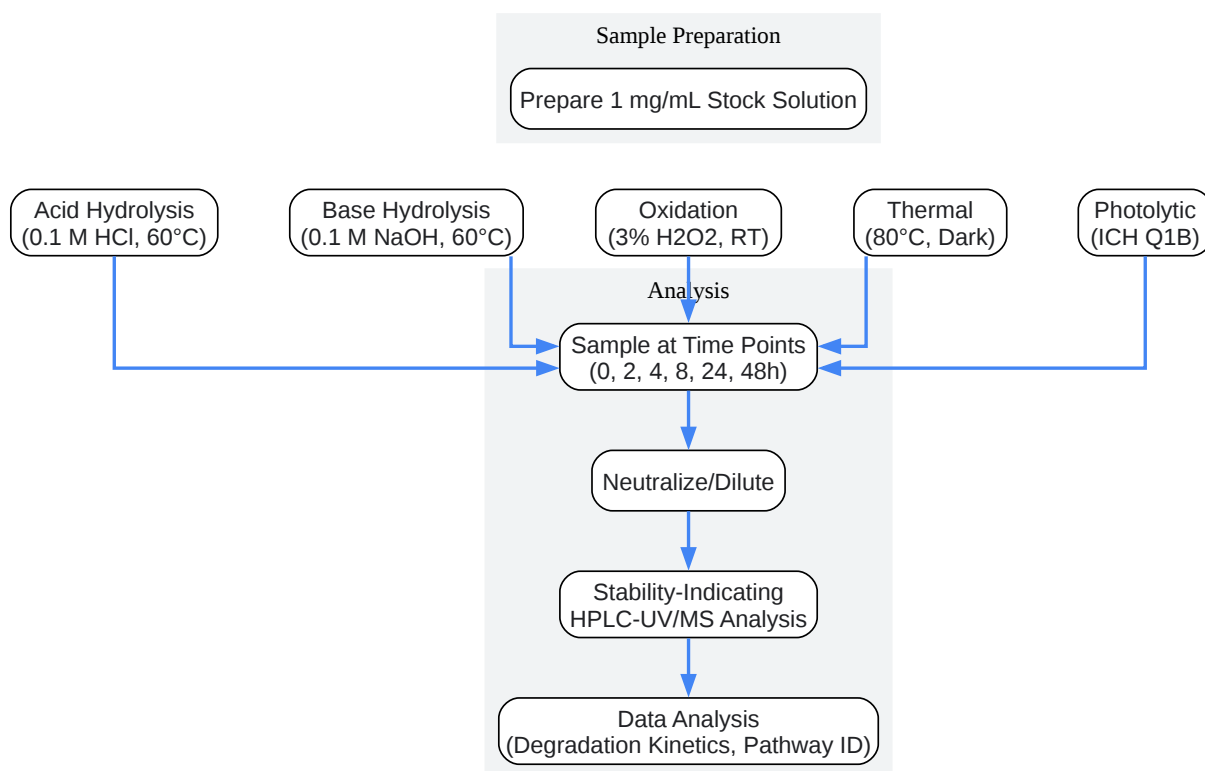 Sample Preparation
Prepare 1 mg/mL Stock Solution
Acid Hydrolysis
(0.1 M HCl, 60°C)
Base Hydrolysis
(0.1 M NaOH, 60°C)
Oxidation
(3% H2O2, RT)
Thermal
(80°C, Dark)
Photolytic
(ICH Q1B)
Analysis
Sample at Time Points
(0, 2, 4, 8, 24, 48h)
Neutralize/Dilute
Stability-Indicating
HPLC-UV/MS Analysis
Data Analysis
(Degradation Kinetics, Pathway ID)